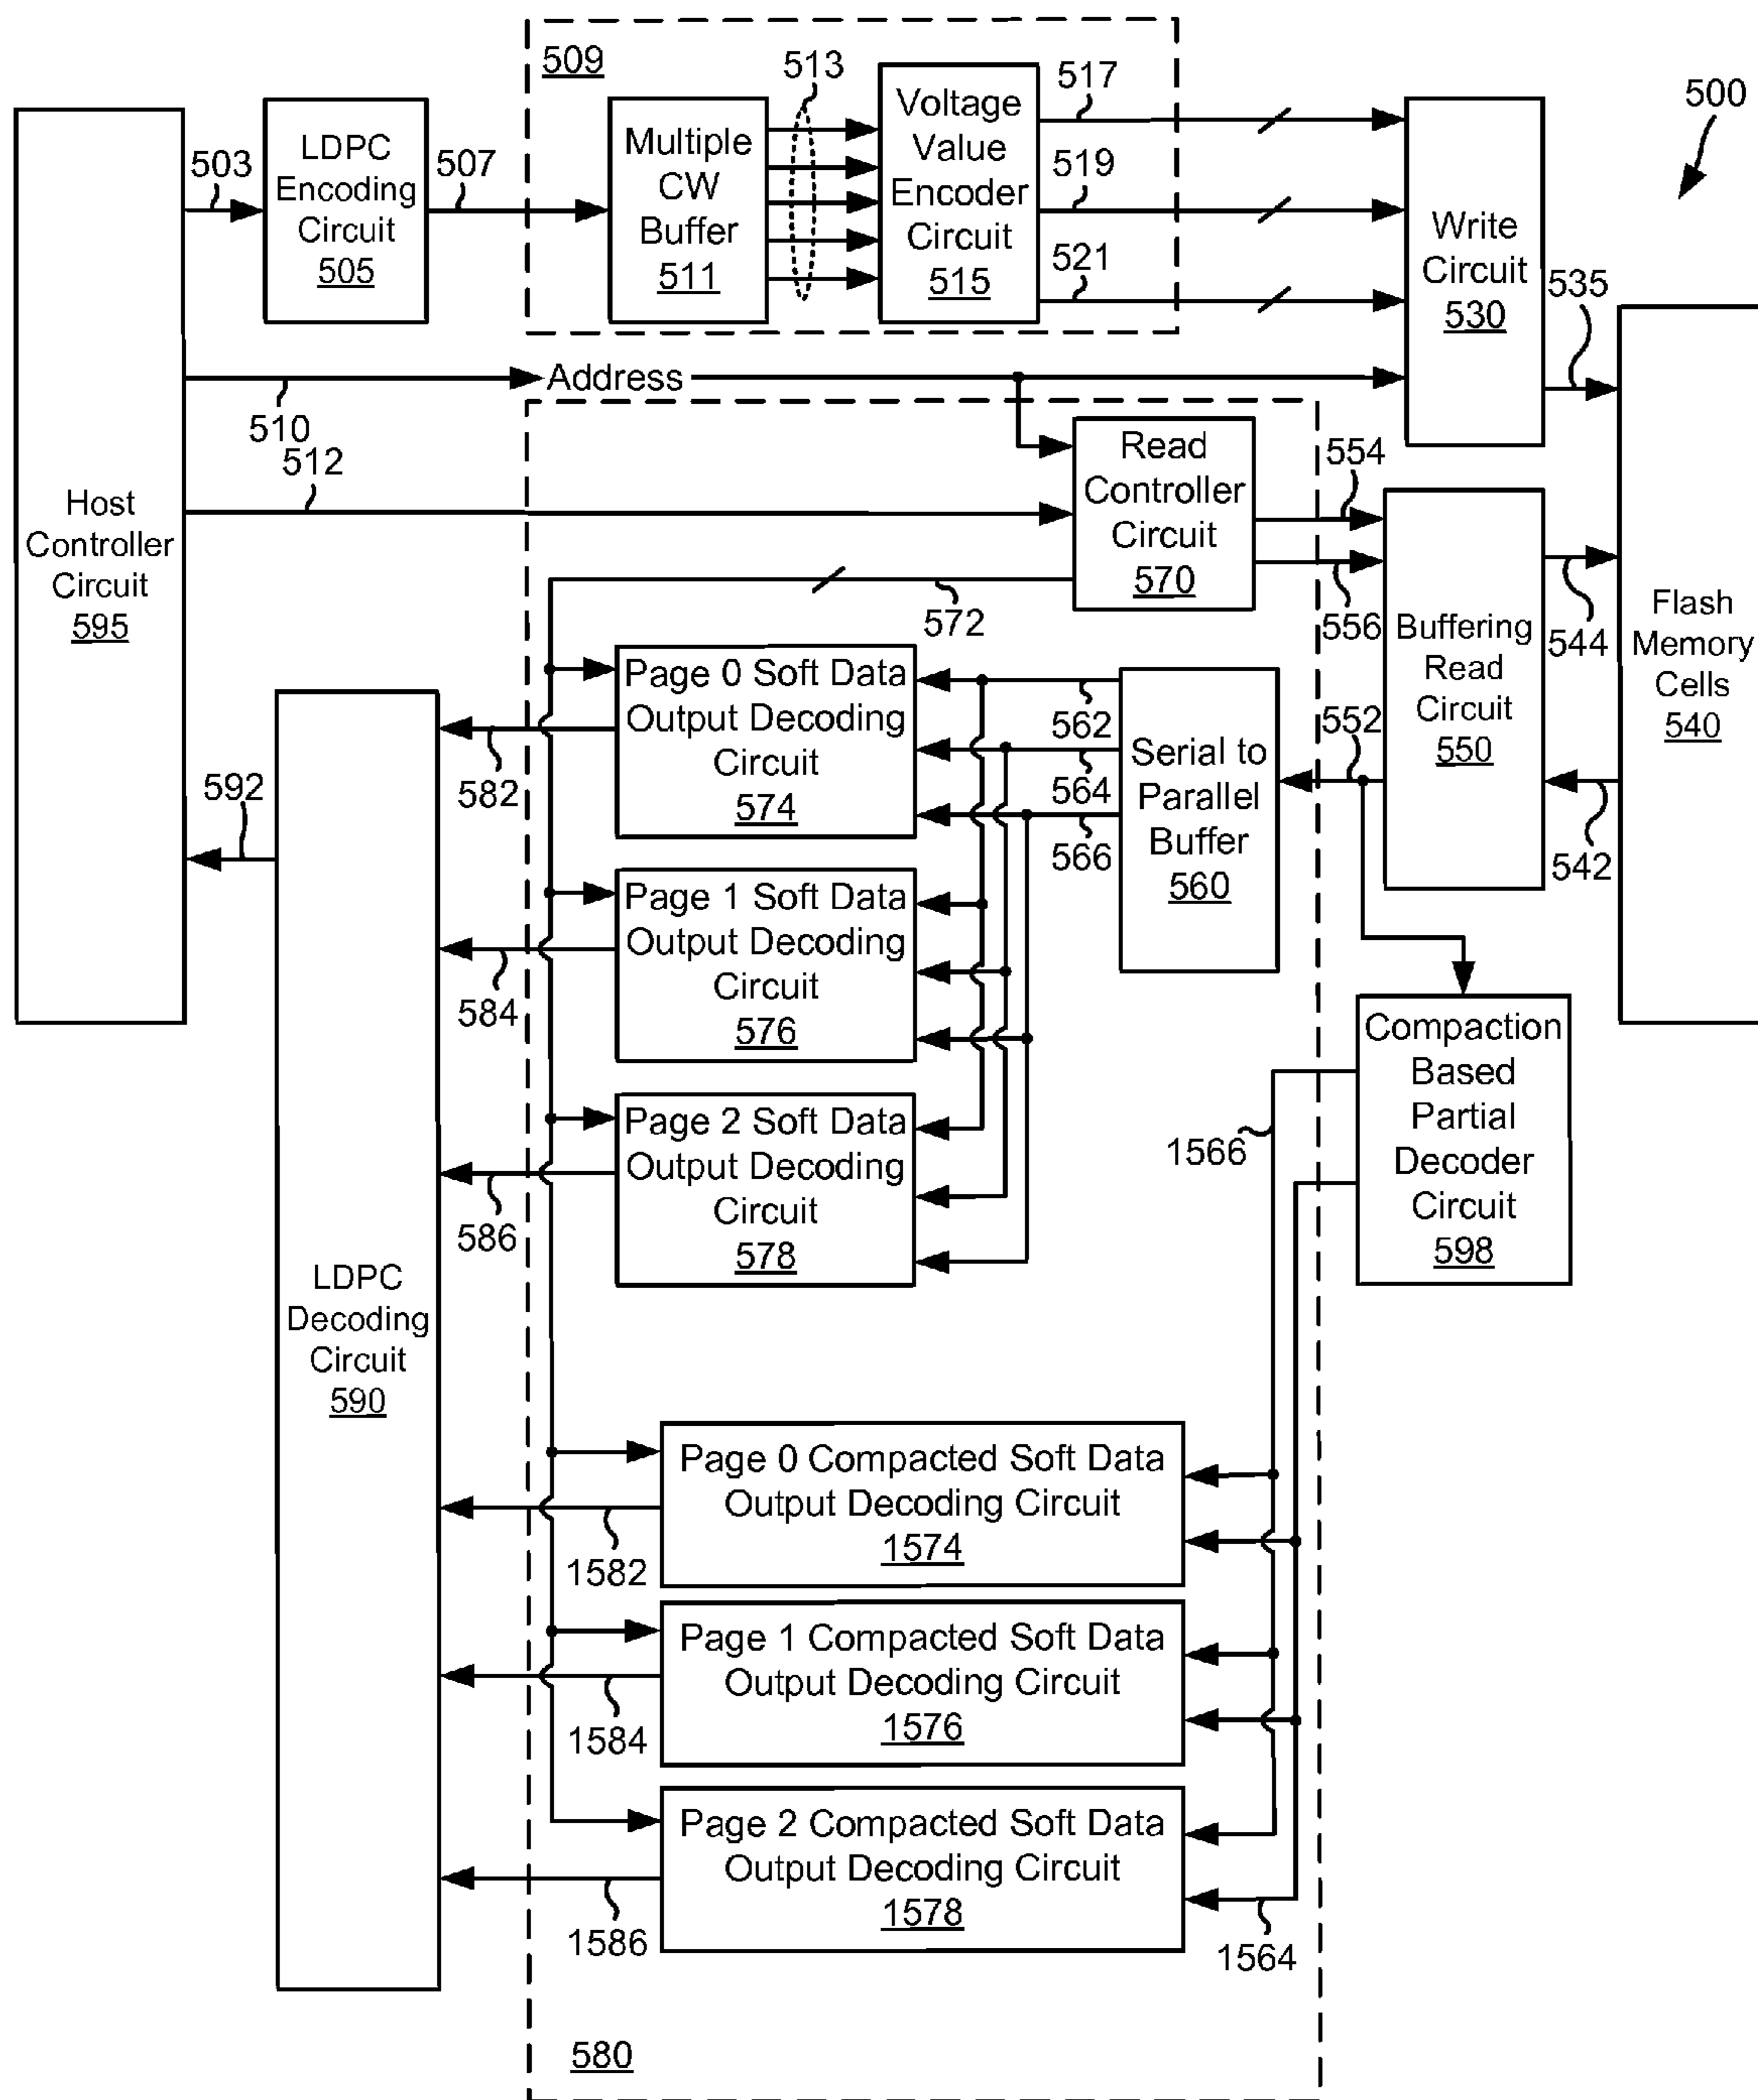 509
513
517
500
503
LDPC
Encoding
Circuit
505
507
Multiple
CW
Buffer
511
Voltage
Value
Encoder
Circuit
515
519
521
Write
Circuit
530
535
Address
510
512
Host
Controller
Circuit
595
Read
Controller
Circuit
570
554
556
572
Buffering
Read
Circuit
550
544
Flash
Memory
Cells
540
552
542
Page 0 Soft Data
Output Decoding
Circuit
574
562
564
566
Serial to
Parallel
Buffer
560
582
592
Page 1 Soft Data
Output Decoding
Circuit
576
584
Page 2 Soft Data
Output Decoding
Circuit
578
586
Compaction
Based
Partial
Decoder
Circuit
598
1566
LDPC
Decoding
Circuit
590
Page 0 Compacted Soft Data
Output Decoding Circuit
1574
1582
Page 1 Compacted Soft Data
Output Decoding Circuit
1576
1584
Page 2 Compacted Soft Data
Output Decoding Circuit
1578
1586
1564
580